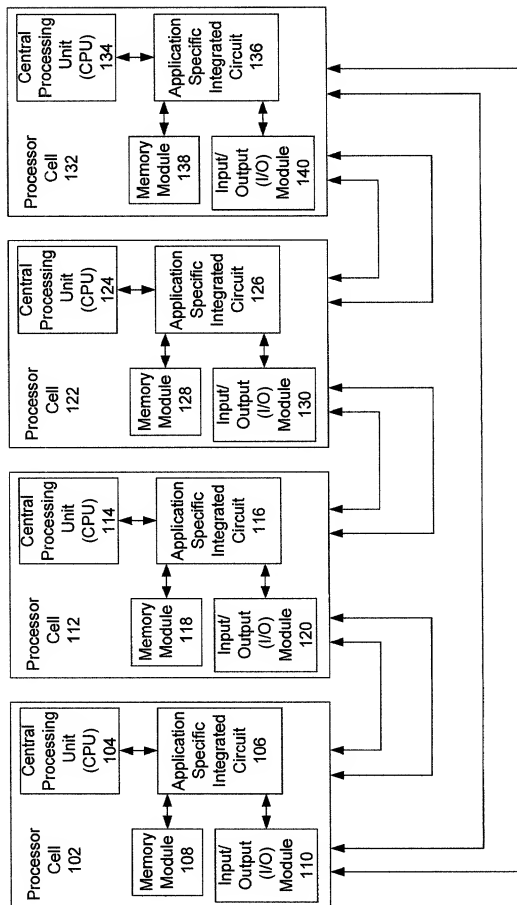 Processor
Cell
102
Central
Processing
Unit
(CPU)
104
Application
Specific
Integrated
Circuit
106
Memory
Module
108
Input/
Output
(I/O)
Module
110
Processor
Cell
112
Central
Processing
Unit
(CPU)
114
Application
Specific
Integrated
Circuit
116
Memory
Module
118
Input/
Output
(I/O)
Module
120
Processor
Cell
122
Central
Processing
Unit
(CPU)
124
Application
Specific
Integrated
Circuit
126
Memory
Module
128
Input/
Output
(I/O)
Module
130
Processor
Cell
132
Central
Processing
Unit
(CPU)
134
Application
Specific
Integrated
Circuit
136
Memory
Module
138
Input/
Output
(I/O)
Module
140